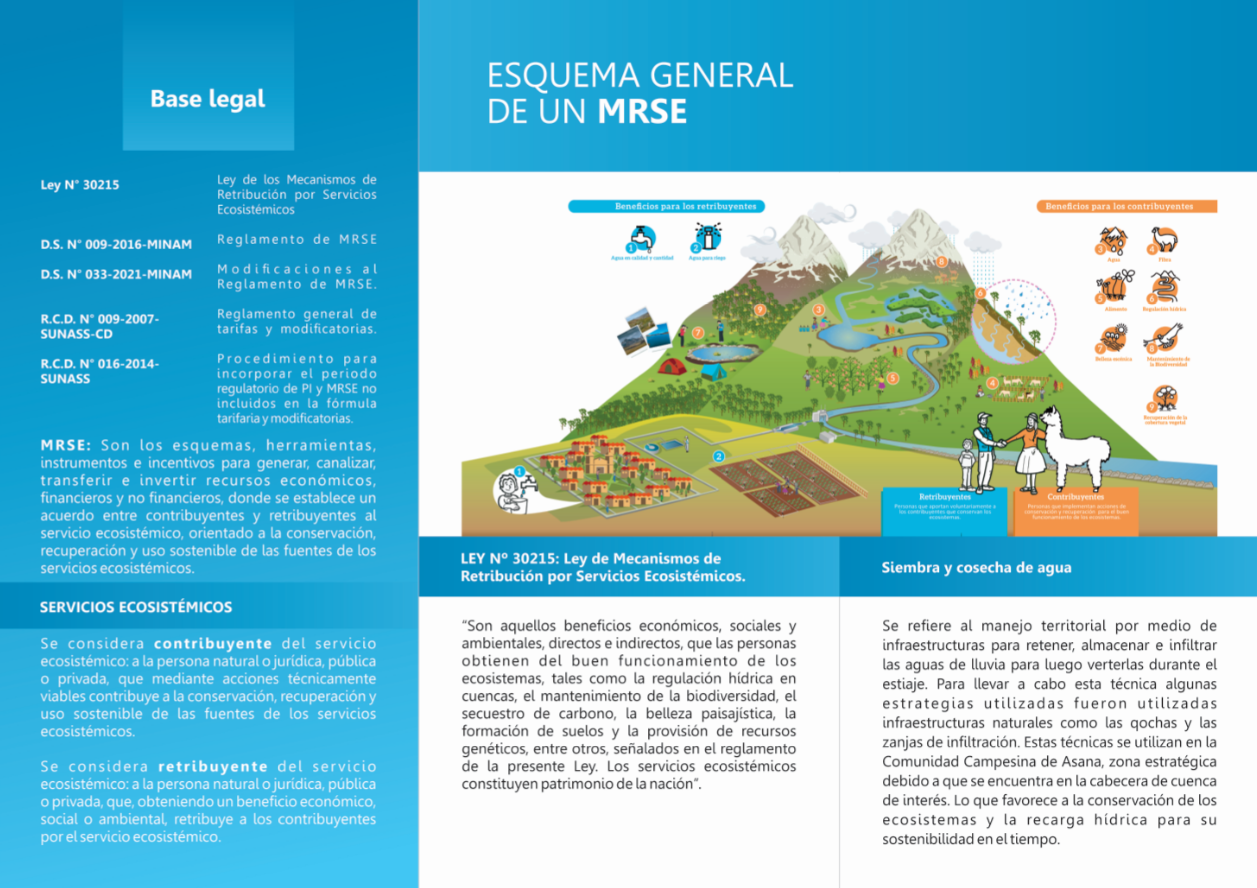 Base legal
Ley N° 30215
Ley de los Mecanismos de
Retribución por Servicios
Ecosistémicos
D.S. N° 009-2016-MINAM
Reglamento de MRSE
D.S. N° 033-2021-MINAM
Modificaciones al
Reglamento de MRSE.
R.C.D. N° 009-2007-
SUNASS-CD
Reglamento general de
tarifas y modificatorias.
R.C.D. N° 016-2014-
SUNASS
Procedimiento para
incorporar el periodo
regulatorio de PI y MRSE no
incluidos en la fórmula
tarifaria y modificatorias.
MRSE: Son los esquemas, herramientas,
instrumentos e incentivos para generar, canalizar,
transferir e invertir recursos económicos,
financieros y no financieros, donde se establece un
acuerdo entre contribuyentes y retribuyentes al
servicio ecosistémico, orientado a la conservación,
recuperación y uso sostenible de las fuentes de los
servicios ecosistémicos.
SERVICIOS ECOSISTÉMICOS
Se considera contribuyente del servicio
ecosistémico: a la persona natural o jurídica, pública
o privada, que mediante acciones técnicamente
viables contribuye a la conservación, recuperación y
uso sostenible de las fuentes de los servicios
ecosistémicos.
Se considera retribuyente del servicio
ecosistémico: a la persona natural o jurídica, pública
o privada, que, obteniendo un beneficio económico,
social o ambiental, retribuye a los contribuyentes
por el servicio ecosistémico.
ESQUEMA GENERAL
DE UN MRSE
Beneficios para los retribuyentes
1
Agua en calidad y cantidad
2
Agua para riego
Beneficios para los contribuyentes
3
Agua
4
Fibra
5
Alimento
6
Regulación hídrica
7
Belleza escénica
8
Mantenimiento de
la Biodiversidad
9
Recuperación de la
cobertura vegetal
8
6
9
3
7
5
4
2
1
Retribuyentes
Personas que aportan voluntariamente a
los contribuyentes que conservan los
ecosistemas.
Contribuyentes
Personas que implementan acciones de
conservación y recuperación para el buen
funcionamiento de los ecosistemas.
LEY Nº 30215: Ley de Mecanismos de
Retribución por Servicios Ecosistémicos.
“Son aquellos beneficios económicos, sociales y
ambientales, directos e indirectos, que las personas
obtienen del buen funcionamiento de los
ecosistemas, tales como la regulación hídrica en
cuencas, el mantenimiento de la biodiversidad, el
secuestro de carbono, la belleza paisajística, la
formación de suelos y la provisión de recursos
genéticos, entre otros, señalados en el reglamento
de la presente Ley. Los servicios ecosistémicos
constituyen patrimonio de la nación”.
Siembra y cosecha de agua
Se refiere al manejo territorial por medio de
infraestructuras para retener, almacenar e infiltrar
las aguas de lluvia para luego verterlas durante el
estiaje. Para llevar a cabo esta técnica algunas
estrategias utilizadas fueron utilizadas
infraestructuras naturales como las qochas y las
zanjas de infiltración. Estas técnicas se utilizan en la
Comunidad Campesina de Asana, zona estratégica
debido a que se encuentra en la cabecera de cuenca
de interés. Lo que favorece a la conservación de los
ecosistemas y la recarga hídrica para su
sostenibilidad en el tiempo.